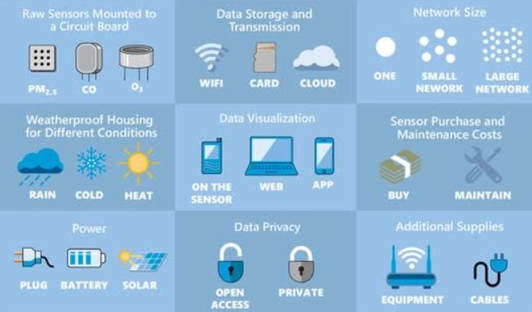 Raw Sensors Mounted to
a Circuit Board
PM2.5
CO
O3
Data Storage and
Transmission
WIFI
CARD
CLOUD
Network Size
ONE
SMALL
NEWORK
LARGE
NETWORK
Weatherproof Housing
for Different Conditions
RAIN
COLD
HEAT
Data Visualization
ON THE
SENSOR
WEB
APP
Sensor Purchase and
Maintenance Costs
BUY
MAINTAIN
Power
PLUG
BATTERY
SOLAR
Data Privacy
OPEN
ACCESS
PRIVATE
Additional Supplies
EQUIPMENT
CABLES